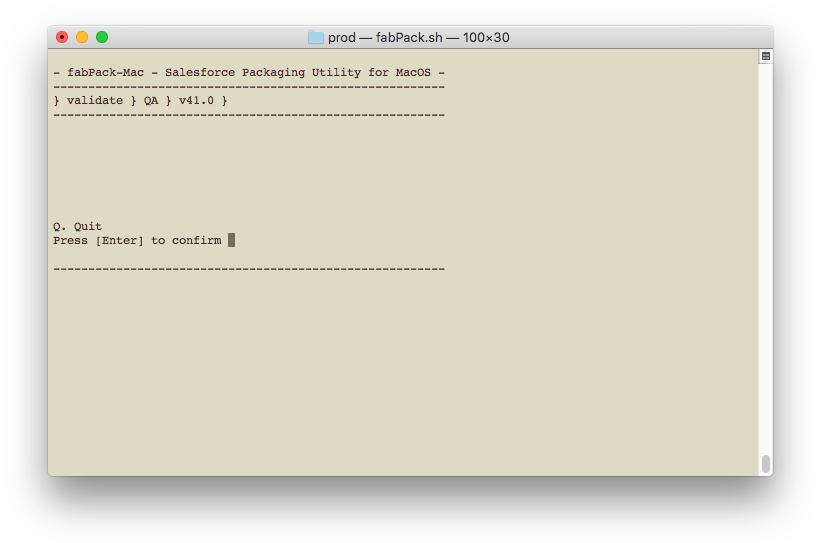 prod — fabPack.sh — 100×30
- fabPack-Mac - Salesforce Packaging Utility for MacOS -
--------------------------------------------------------
} validate } QA } v41.0 }
--------------------------------------------------------
Q. Quit
Press [Enter] to confirm
--------------------------------------------------------